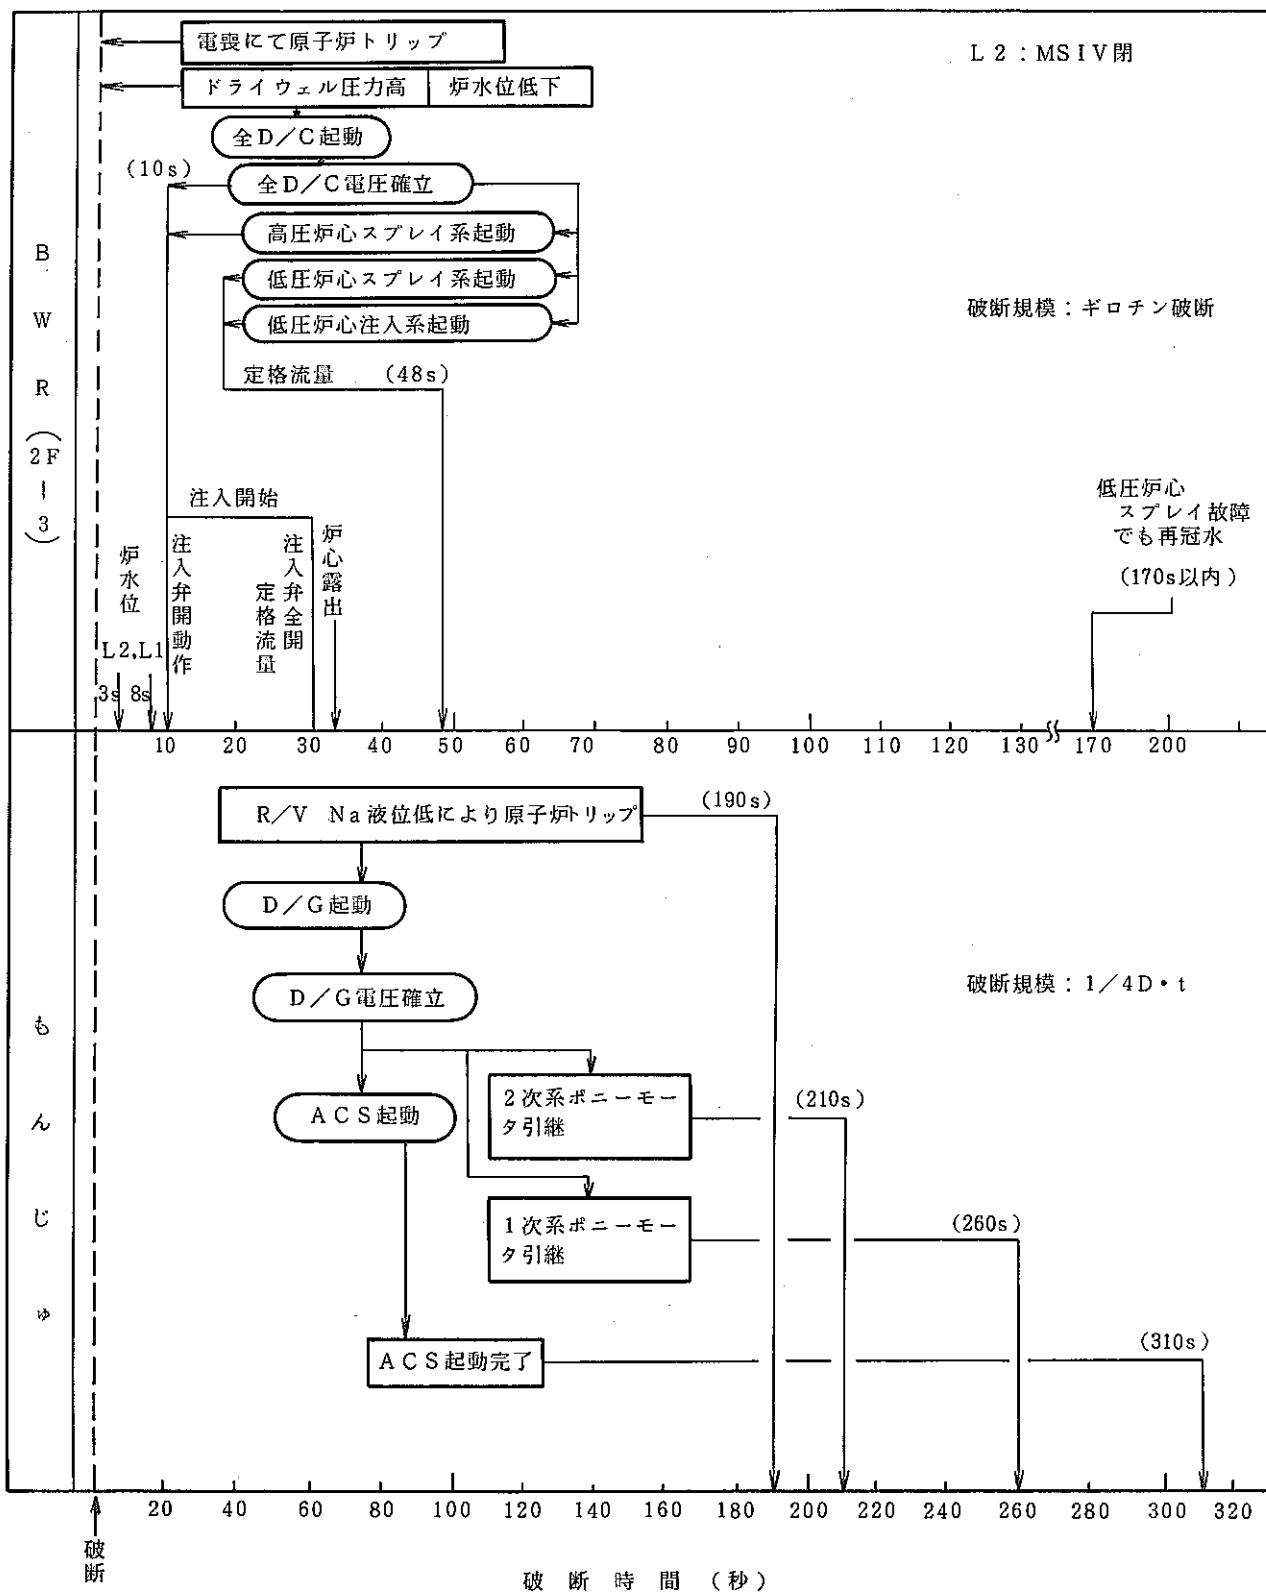 電喪にて原子炉トリップ
L2:MSIV閉
ドライウェル圧力高
炉水位低下
全D/C起動
(10s)
全D/C電圧確立
高圧炉心スプレイ系起動
低圧炉心スプレイ系起動
破断規模:ギロチン破断
低圧炉心注入系起動
定格流量 (48s)
BWR(2F-3)
注入開始
低圧炉心
スプレイ故障
でも再冠水
(170s以内)
炉水位
L2,L1
3s 8s
注入弁開動作
注入弁全開
定格流量
炉心露出
10 20 30 40 50 60 70 80 90 100 110 120 130 170 200
もんじゅ
R/V Na液位低により原子炉トリップ
(190s)
D/G起動
D/G電圧確立
破断規模:1/4D・t
ACS起動
2次系ポニーモー
タ引継
(210s)
1次系ポニーモー
タ引継
(260s)
ACS起動完了
(310s)
20 40 60 80 100 120 140 160 180 200 220 240 260 280 300 320
破断
破断時間(秒)